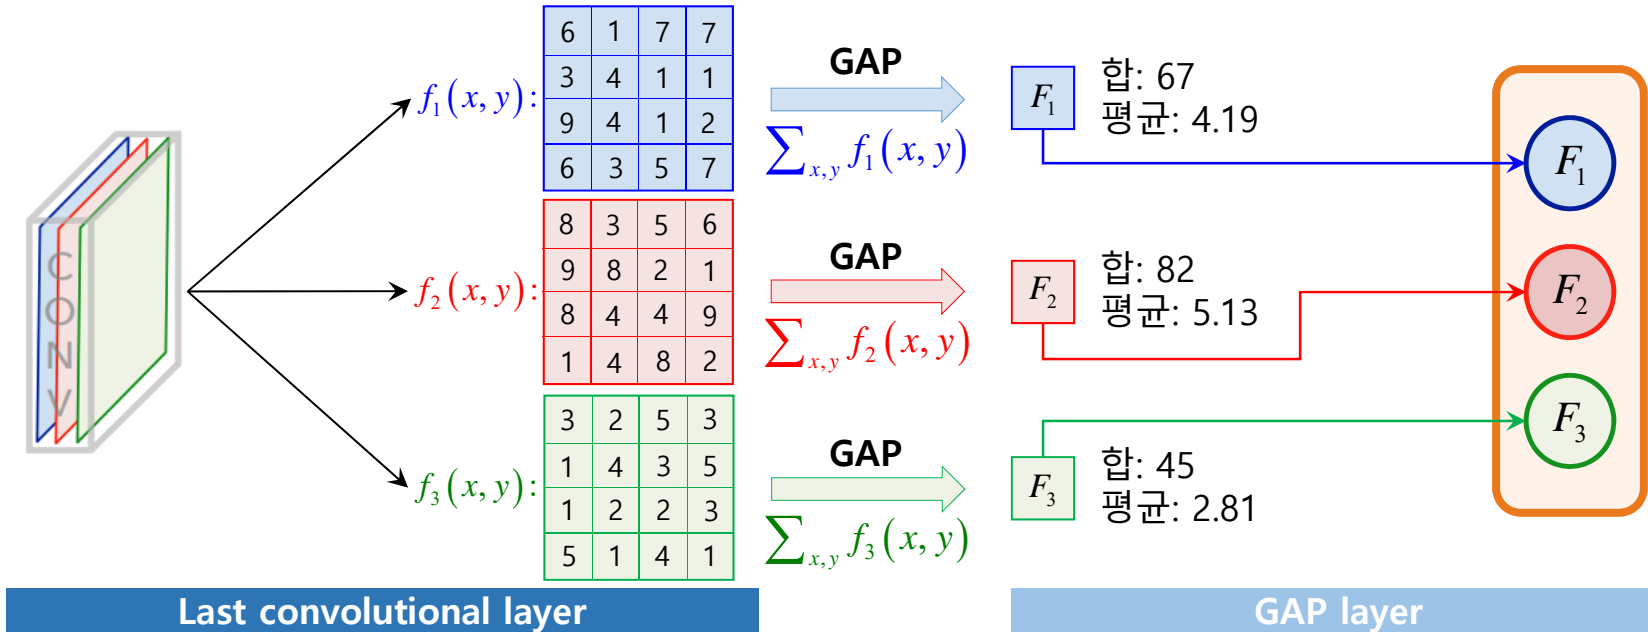 CONV
f₁(x, y):
6 1 7 7
3 4 1 1
9 4 1 2
6 3 5 7
GAP
∑x,y f₁(x, y)
F₁
합: 67
평균: 4.19
F₁
f₂(x, y):
8 3 5 6
9 8 2 1
8 4 4 9
1 4 8 2
GAP
∑x,y f₂(x, y)
F₂
합: 82
평균: 5.13
F₂
f₃(x, y):
3 2 5 3
1 4 3 5
1 2 2 3
5 1 4 1
GAP
∑x,y f₃(x, y)
F₃
합: 45
평균: 2.81
F₃
Last convolutional layer
GAP layer